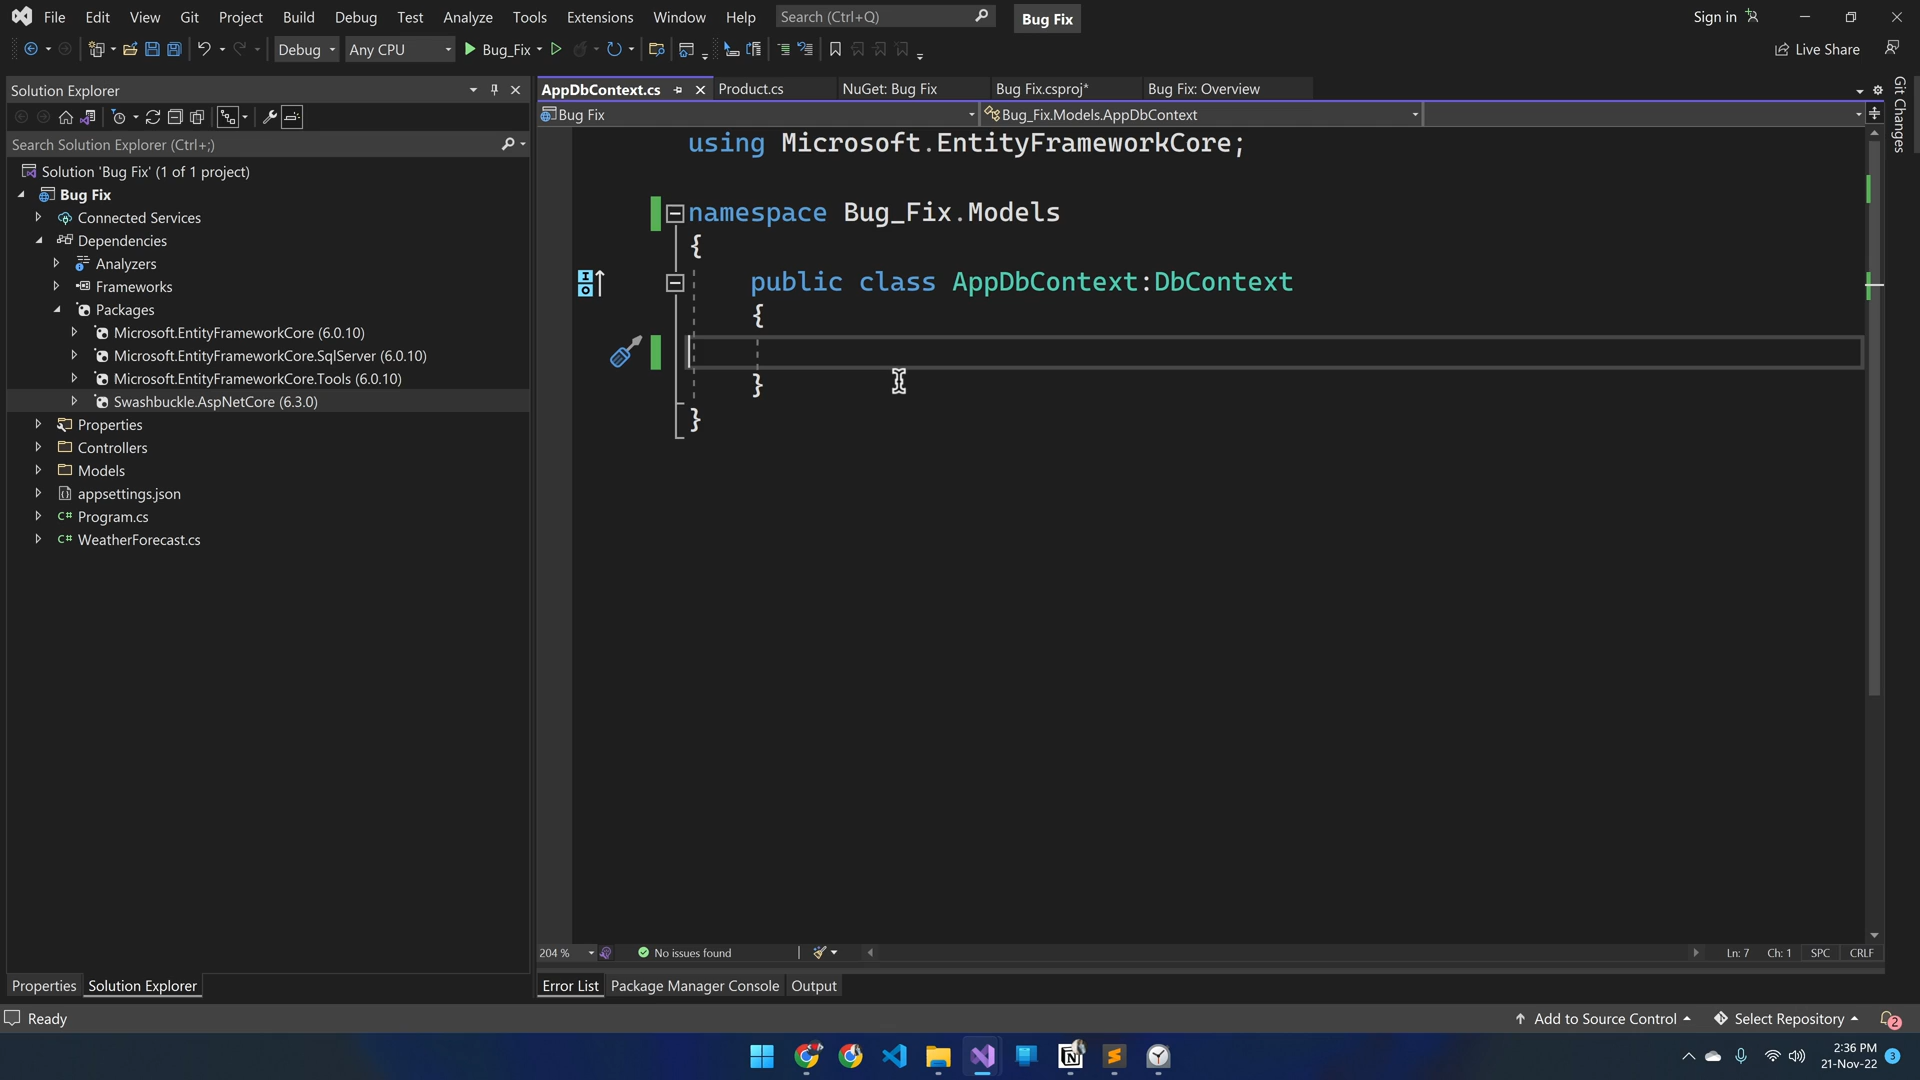 File Edit View Git Project Build Debug Test Analyze Tools Extensions Window Help Search (Ctrl+Q) Bug Fix Sign in
Debug Any CPU Bug_Fix Live Share
Solution Explorer
Search Solution Explorer (Ctrl+;)
Solution 'Bug Fix' (1 of 1 project)
Bug Fix
Connected Services
Dependencies
Analyzers
Frameworks
Packages
Microsoft.EntityFrameworkCore (6.0.10)
Microsoft.EntityFrameworkCore.SqlServer (6.0.10)
Microsoft.EntityFrameworkCore.Tools (6.0.10)
Swashbuckle.AspNetCore (6.3.0)
Properties
Controllers
Models
appsettings.json
C# Program.cs
C# WeatherForecast.cs
Properties Solution Explorer
AppDbContext.cs Product.cs NuGet: Bug Fix Bug Fix.csproj* Bug Fix: Overview
Bug Fix Bug_Fix.Models.AppDbContext
using Microsoft.EntityFrameworkCore;
namespace Bug_Fix.Models
{
public class AppDbContext:DbContext
{
}
}
204 % No issues found Ln: 7 Ch: 1 SPC CRLF
Error List Package Manager Console Output
Git Changes
Ready Add to Source Control Select Repository 2
2:36 PM
21-Nov-22 3